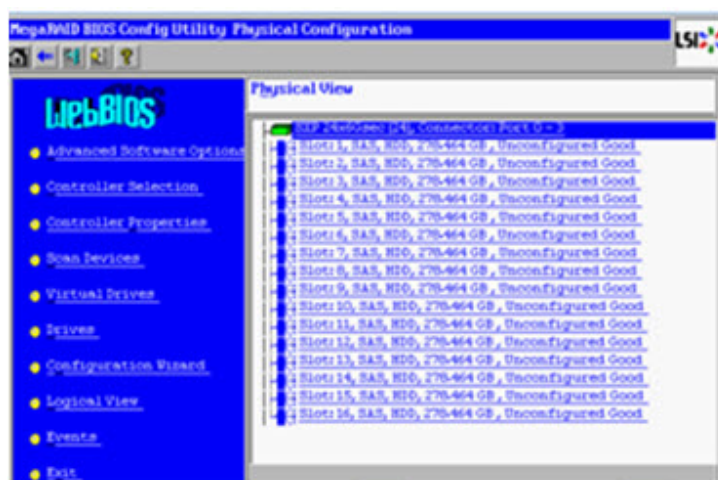 MegaRAID BIOS Config Utility Physical Configuration
LSI
WebBIOS
Advanced Software Options
Controller Selection
Controller Properties
Scan Devices
Virtual Drives
Drives
Configuration Wizard
Logical View
Events
Exit
Physical View
Connector: Port 0 - 3
Slot: 1, SAS, HDD, 278.464 GB, Unconfigured Good
Slot: 2, SAS, HDD, 278.464 GB, Unconfigured Good
Slot: 3, SAS, HDD, 278.464 GB, Unconfigured Good
Slot: 4, SAS, HDD, 278.464 GB, Unconfigured Good
Slot: 5, SAS, HDD, 278.464 GB, Unconfigured Good
Slot: 6, SAS, HDD, 278.464 GB, Unconfigured Good
Slot: 7, SAS, HDD, 278.464 GB, Unconfigured Good
Slot: 8, SAS, HDD, 278.464 GB, Unconfigured Good
Slot: 9, SAS, HDD, 278.464 GB, Unconfigured Good
Slot: 10, SAS, HDD, 278.464 GB, Unconfigured Good
Slot: 11, SAS, HDD, 278.464 GB, Unconfigured Good
Slot: 12, SAS, HDD, 278.464 GB, Unconfigured Good
Slot: 13, SAS, HDD, 278.464 GB, Unconfigured Good
Slot: 14, SAS, HDD, 278.464 GB, Unconfigured Good
Slot: 15, SAS, HDD, 278.464 GB, Unconfigured Good
Slot: 16, SAS, HDD, 278.464 GB, Unconfigured Good